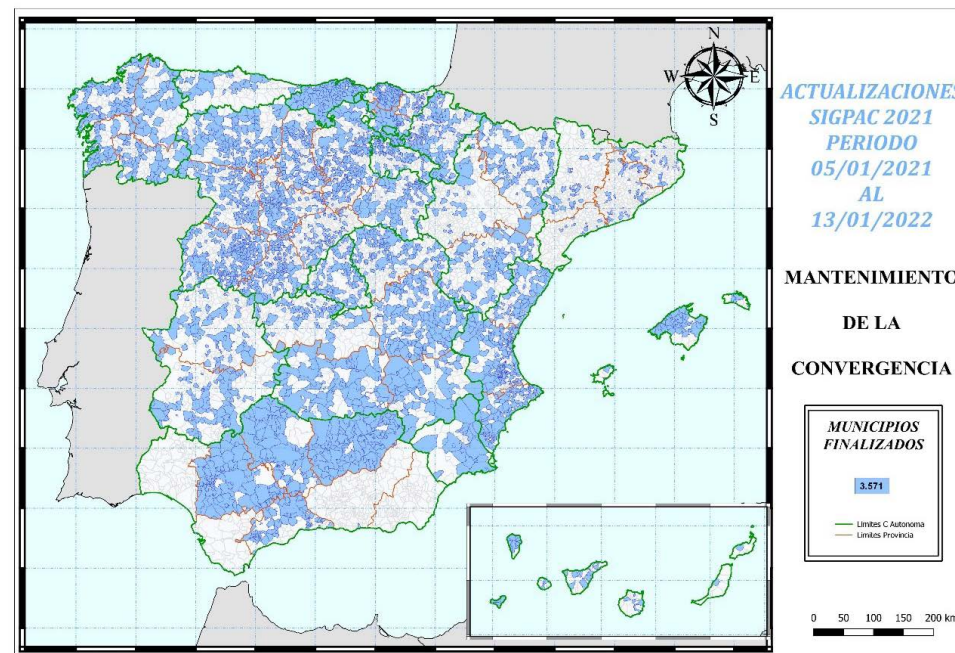 N
W
E
S
ACTUALIZACIONES
SIGPAC 2021
PERIODO
05/01/2021
AL
13/01/2022
MANTENIMIENTO
DE LA
CONVERGENCIA
MUNICIPIOS
FINALIZADOS
3.571
Limites C Autonoma
Limites Provincia
0 50 100 150 200 km